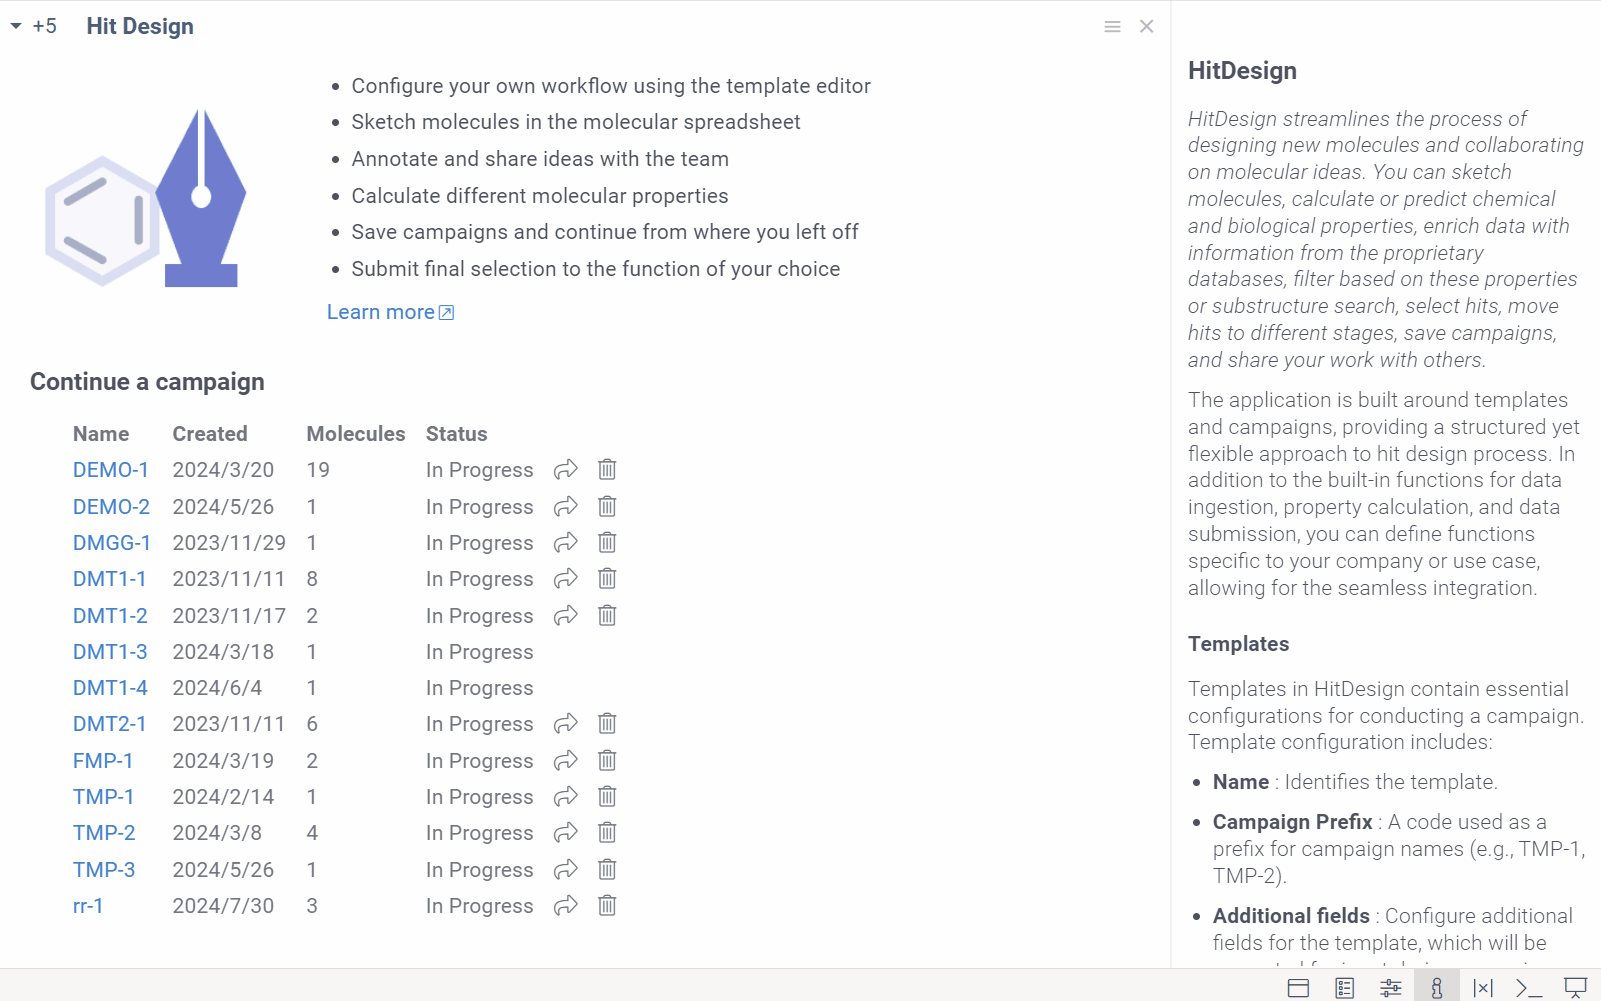 +5 Hit Design
Configure your own workflow using the template editor
Sketch molecules in the molecular spreadsheet
Annotate and share ideas with the team
Calculate different molecular properties
Save campaigns and continue from where you left off
Submit final selection to the function of your choice
Learn more
Continue a campaign
Name Created Molecules Status
DEMO-1 2024/3/20 19 In Progress
DEMO-2 2024/5/26 1 In Progress
DMGG-1 2023/11/29 1 In Progress
DMT1-1 2023/11/11 8 In Progress
DMT1-2 2023/11/17 2 In Progress
DMT1-3 2024/3/18 1 In Progress
DMT1-4 2024/6/4 1 In Progress
DMT2-1 2023/11/11 6 In Progress
FMP-1 2024/3/19 2 In Progress
TMP-1 2024/2/14 1 In Progress
TMP-2 2024/3/8 4 In Progress
TMP-3 2024/5/26 1 In Progress
rr-1 2024/7/30 3 In Progress
HitDesign
HitDesign streamlines the process of
designing new molecules and collaborating
on molecular ideas. You can sketch
molecules, calculate or predict chemical
and biological properties, enrich data with
information from the proprietary
databases, filter based on these properties
or substructure search, select hits, move
hits to different stages, save campaigns,
and share your work with others.
The application is built around templates
and campaigns, providing a structured yet
flexible approach to hit design process. In
addition to the built-in functions for data
ingestion, property calculation, and data
submission, you can define functions
specific to your company or use case,
allowing for the seamless integration.
Templates
Templates in HitDesign contain essential
configurations for conducting a campaign.
Template configuration includes:
Name : Identifies the template.
Campaign Prefix : A code used as a
prefix for campaign names (e.g., TMP-1,
TMP-2).
Additional fields : Configure additional
fields for the template, which will be